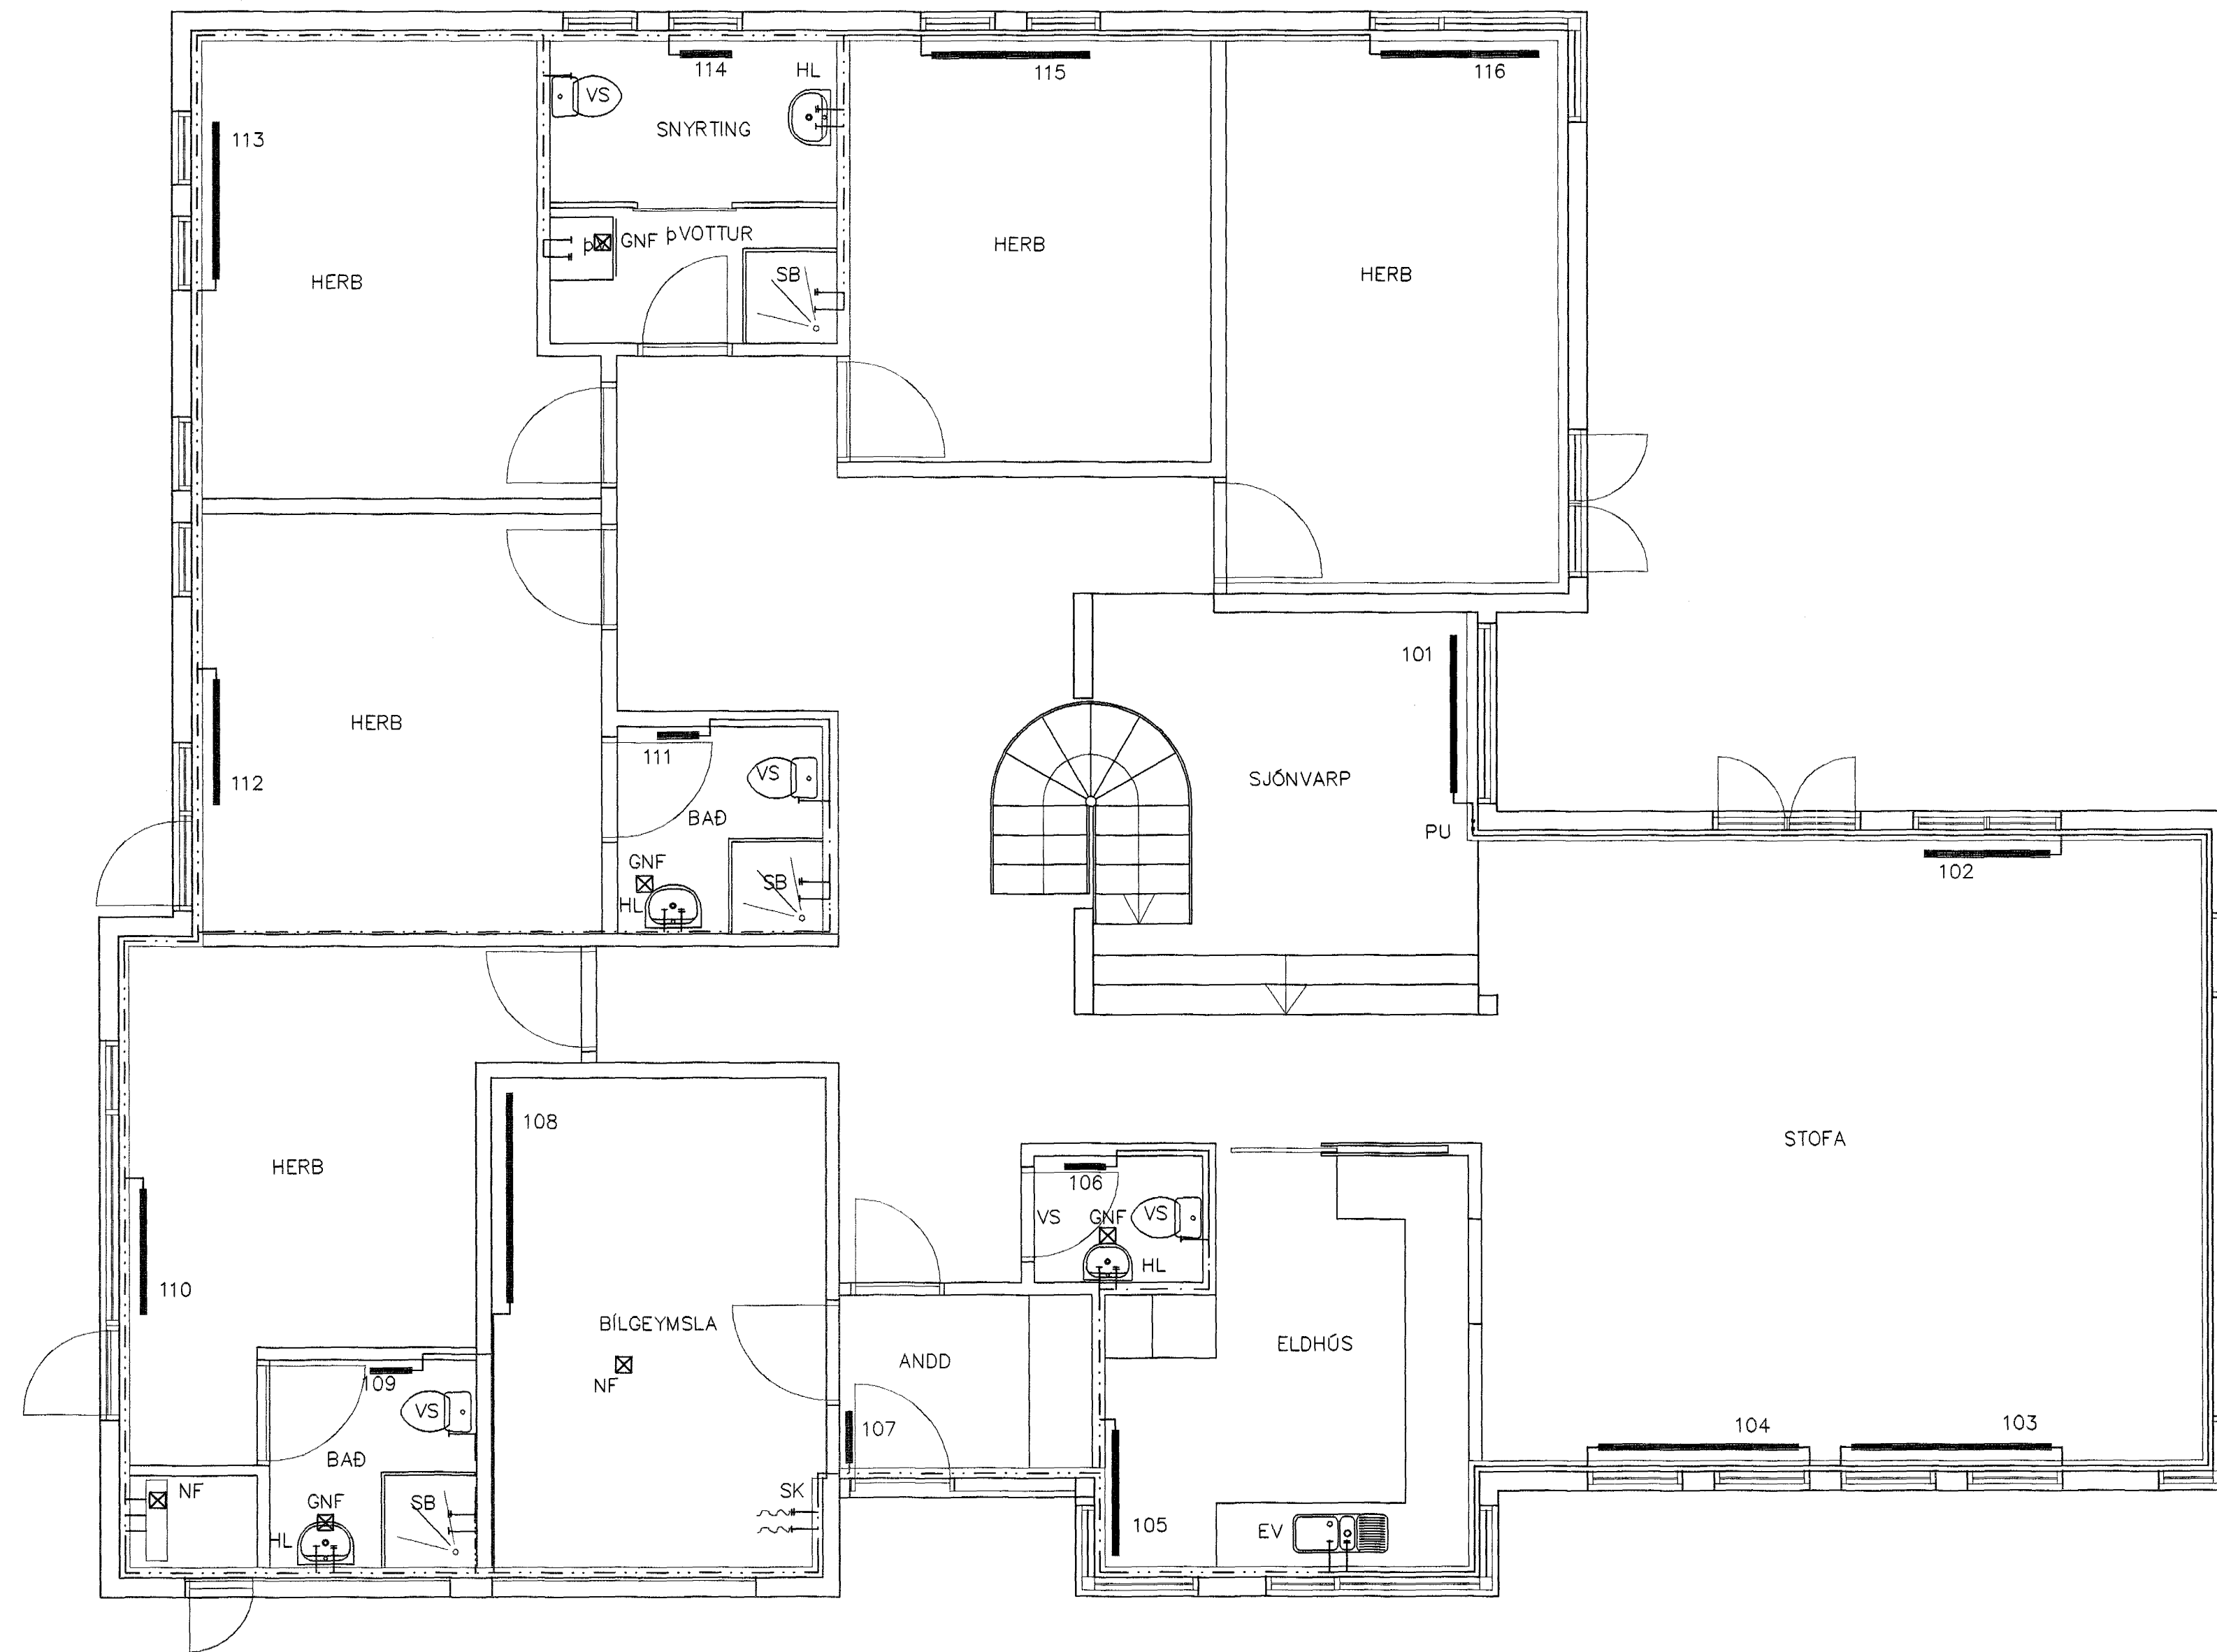 114
HL
115
116
VS
113
SNYRTING
GNF
ÞVOTTUR
HERB
SB
HERB
HERB
101
HERB
111
VS
SJÓNVARP
112
BAÐ
PU
GNF
102
SB
HL
108
STOFA
HERB
106
VS
GNF
VS
HL
110
BÍLGEYMSLA
ELDHÚS
ANDD
NF
109
VS
107
104
103
BAÐ
NF
SK
GNF
SB
105
EV
HL